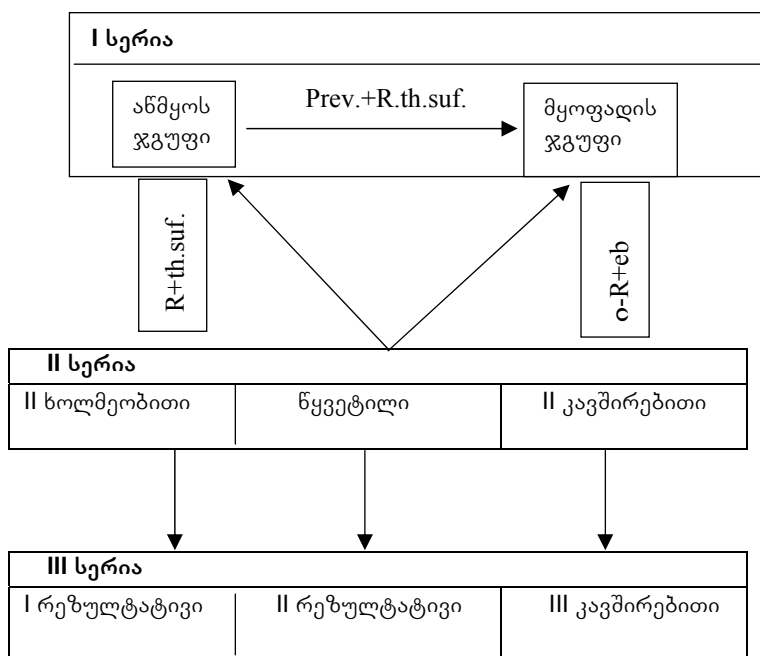 I სერია
აწმყოს
ჯგუფი
Prev.+R.th.suf.
მყოფადის
ჯგუფი
R+th.suf.
ი-R+eb
II სერია
II ხოლმეობითი
წყვეტილი
II კავშირებითი
III სერია
I რეზულტატივი
II რეზულტატივი
III კავშირებითი